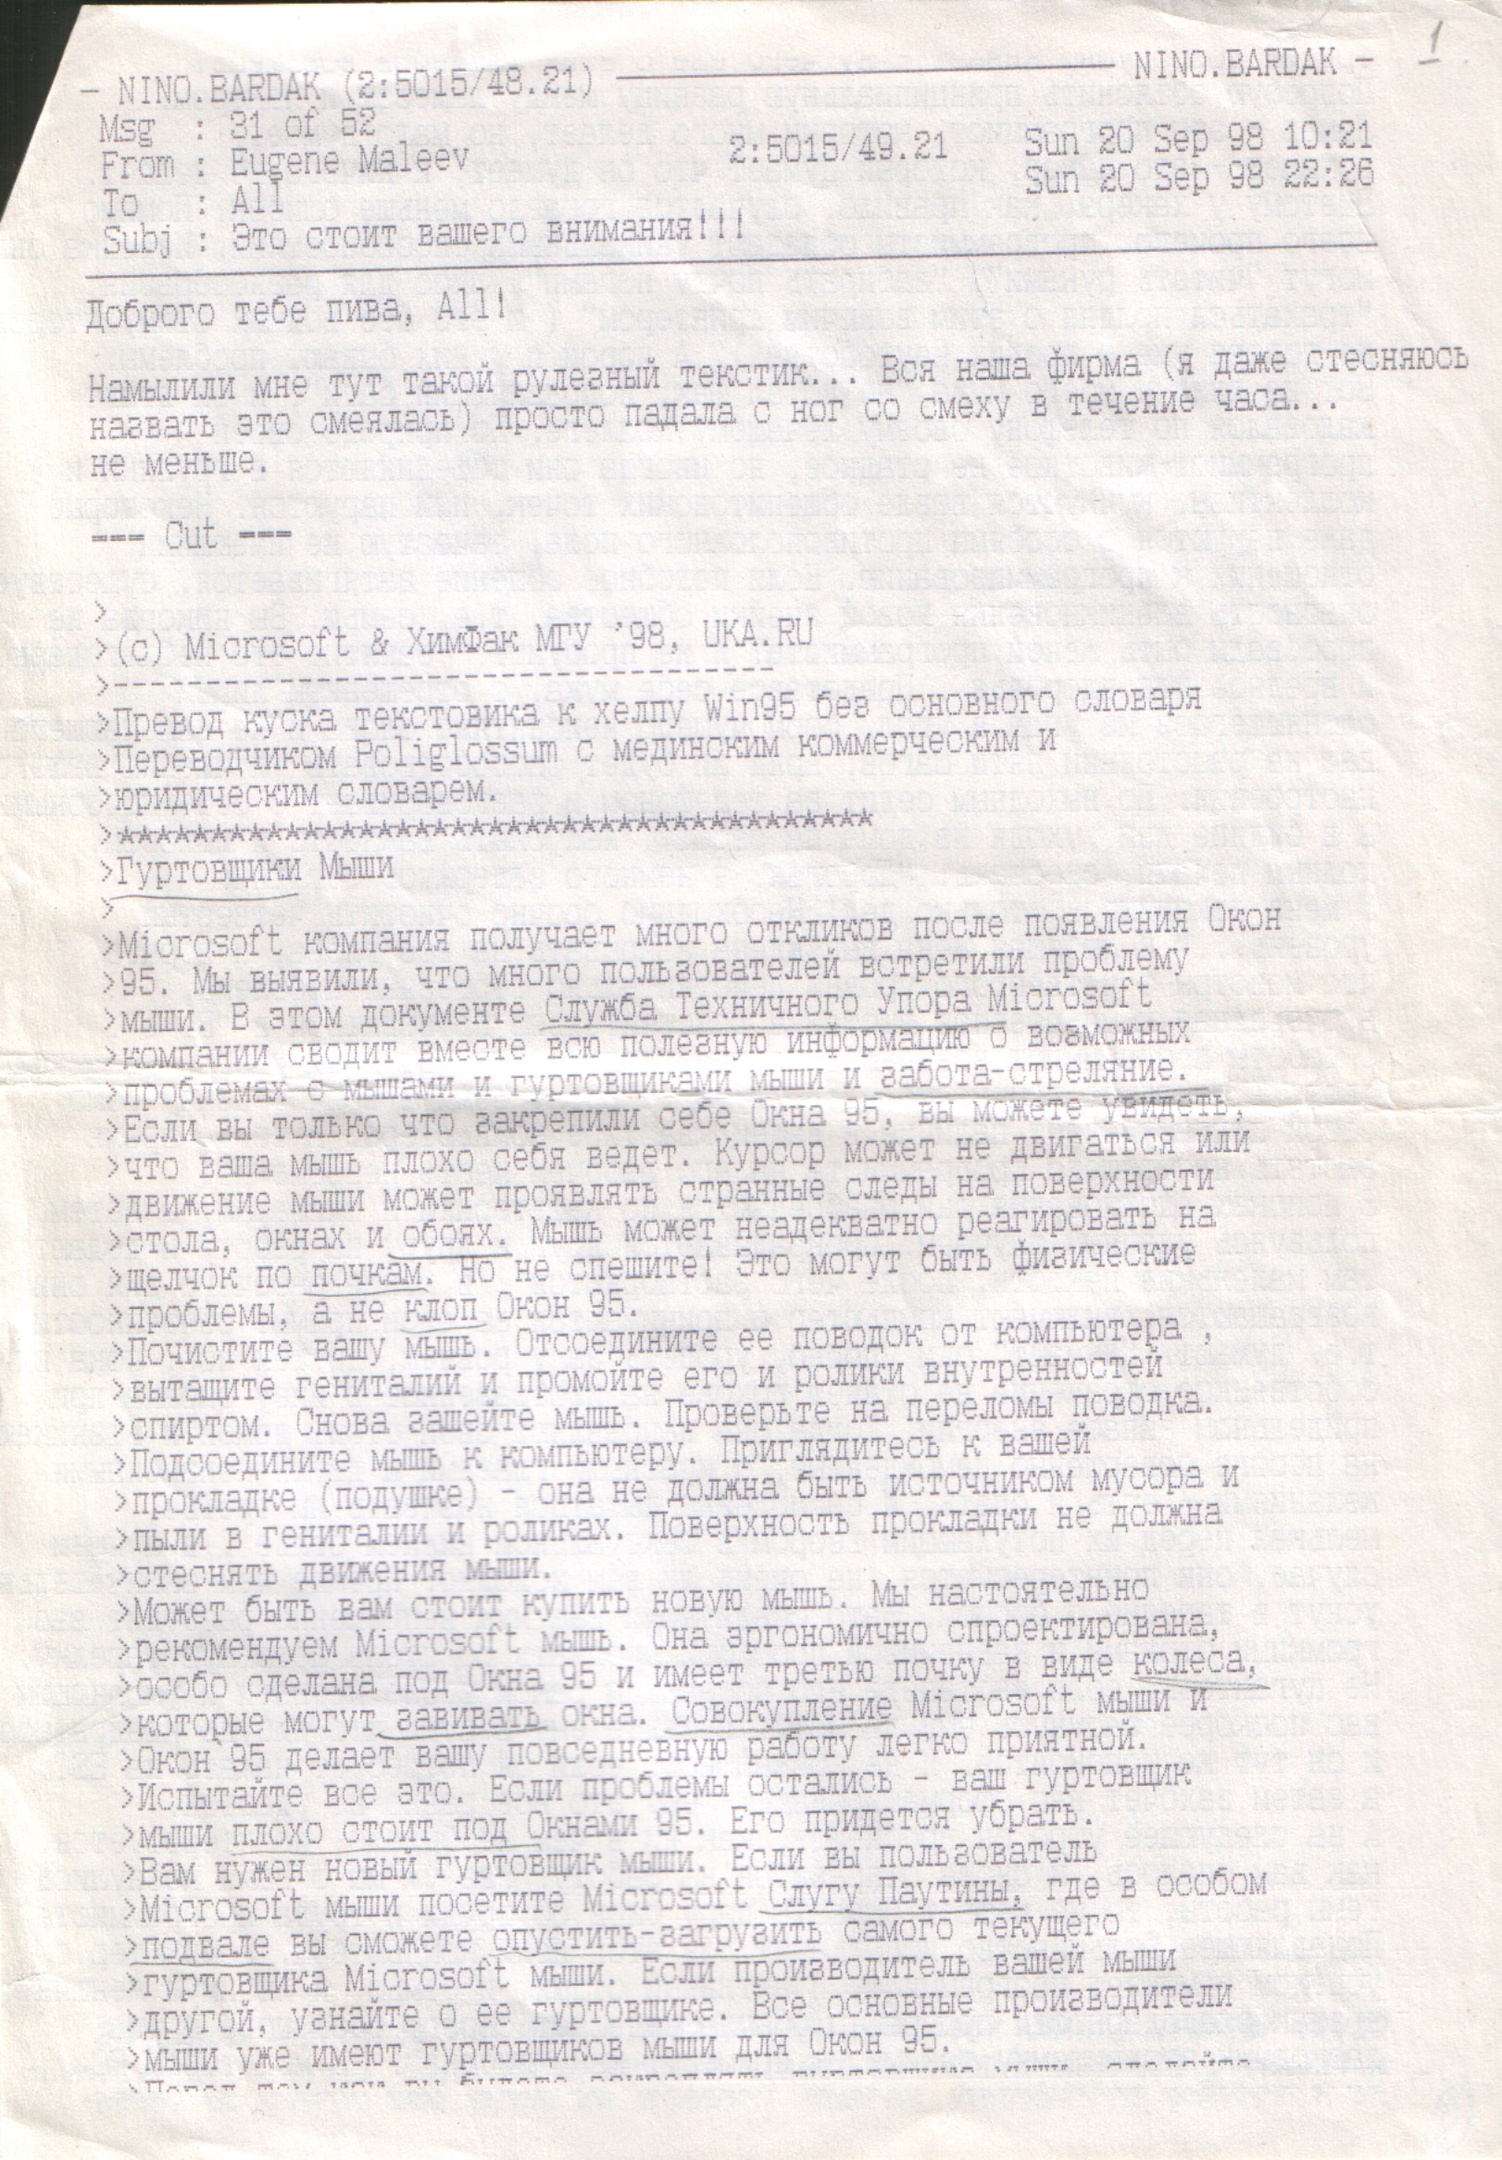 1
- NINO.BARDAK (2:5015/48.21) NINO.BARDAK -
Msg : 31 of 52
From : Eugene Maleev 2:5015/49.21 Sun 20 Sep 98 10:21
To : All Sun 20 Sep 98 22:26
Subj : Это стоит вашего внимания!!!
Доброго тебе пива, All!
Намылили мне тут такой рулезный текстик... Вся наша фирма (я даже стесняюсь
назвать это смеялась) просто падала с ног со смеху в течение часа...
не меньше.
=== Cut ===
>
>(c) Microsoft & ХимФак МГУ '98, UKA.RU
>------------------------------------
>Превод куска текстовика к хелпу Win95 без основного словаря
>Переводчиком Poliglossum с мединским коммерческим и
>юридическим словарем.
>*****************************************
>Гуртовщики Мыши
>
>Microsoft компания получает много откликов после появления Окон
>95. Мы выявили, что много пользователей встретили проблему
>мыши. В этом документе Служба Техничного Упора Microsoft
>компании сводит вместе всю полезную информацию о возможных
>проблемах с мышами и гуртовщиками мыши и забота-стреляние.
>Если вы только что закрепили себе Окна 95, вы можете увидеть,
>что ваша мышь плохо себя ведет. Курсор может не двигаться или
>движение мыши может проявлять странные следы на поверхности
>стола, окнах и обоях. Мышь может неадекватно реагировать на
>щелчок по почкам. Но не спешите! Это могут быть физические
>проблемы, а не клоп Окон 95.
>Почистите вашу мышь. Отсоедините ее поводок от компьютера ,
>вытащите гениталий и промойте его и ролики внутренностей
>спиртом. Снова зашейте мышь. Проверьте на переломы поводка.
>Подсоедините мышь к компьютеру. Приглядитесь к вашей
>прокладке (подушке) - она не должна быть источником мусора и
>пыли в гениталии и роликах. Поверхность прокладки не должна
>стеснять движения мыши.
>Может быть вам стоит купить новую мышь. Мы настоятельно
>рекомендуем Microsoft мышь. Она эргономично спроектирована,
>особо сделана под Окна 95 и имеет третью почку в виде колеса,
>которые могут завивать окна. Совокупление Microsoft мыши и
>Окон 95 делает вашу повседневную работу легко приятной.
>Испытайте все это. Если проблемы остались - ваш гуртовщик
>мыши плохо стоит под Окнами 95. Его придется убрать.
>Вам нужен новый гуртовщик мыши. Если вы пользователь
>Microsoft мыши посетите Microsoft Слугу Паутины, где в особом
>подвале вы сможете опустить-загрузить самого текущего
>гуртовщика Microsoft мыши. Если производитель вашей мыши
>другой, узнайте о ее гуртовщике. Все основные производители
>мыши уже имеют гуртовщиков мыши для Окон 95.